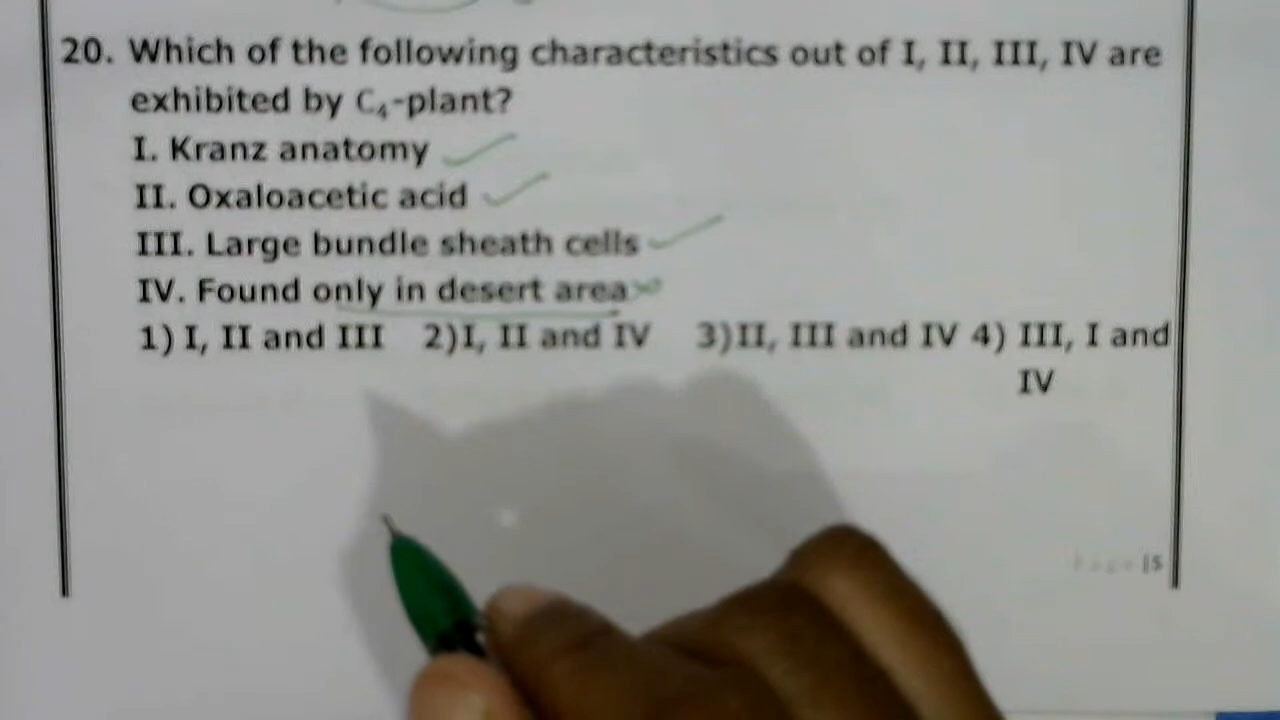 20. Which of the following characteristics out of I, II, III, IV are
exhibited by C₄-plant?
I. Kranz anatomy
II. Oxaloacetic acid
III. Large bundle sheath cells
IV. Found only in desert area
1) I, II and III 2)I, II and IV 3)II, III and IV 4) III, I and
IV
|5